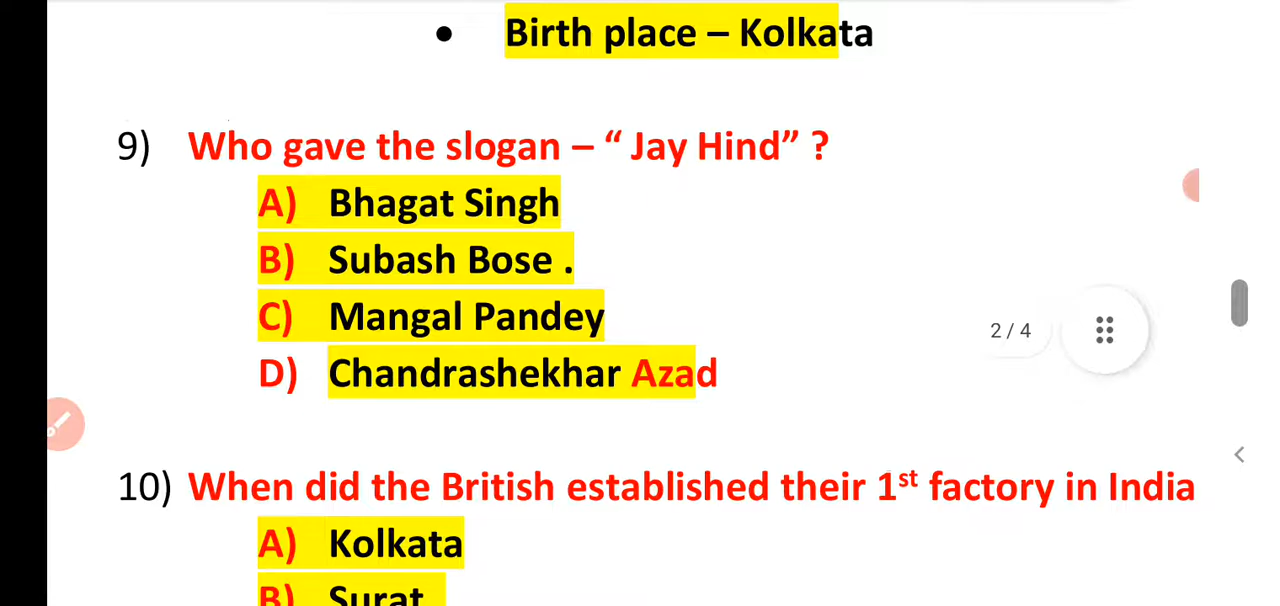 • Birth place – Kolkata
9) Who gave the slogan – “ Jay Hind” ?
A) Bhagat Singh
B) Subash Bose .
C) Mangal Pandey
D) Chandrashekhar Azad
2 / 4
10) When did the British established their 1st factory in India
A) Kolkata
B) Surat